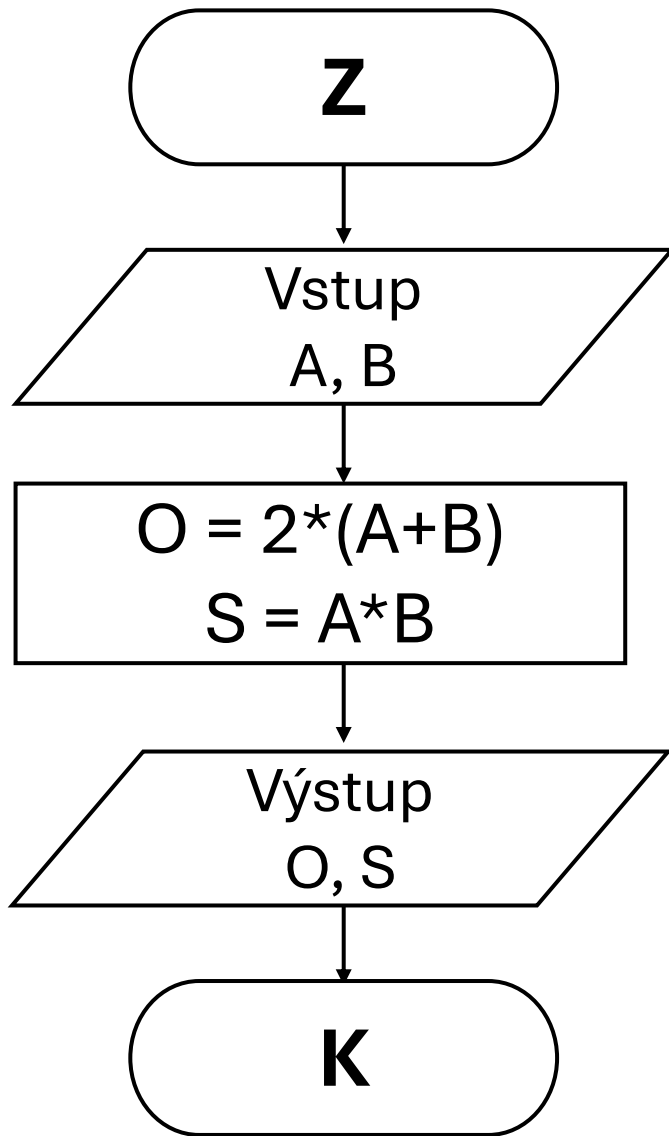 Z
Vstup
A, B
O = 2*(A+B)
S = A*B
Výstup
O, S
K